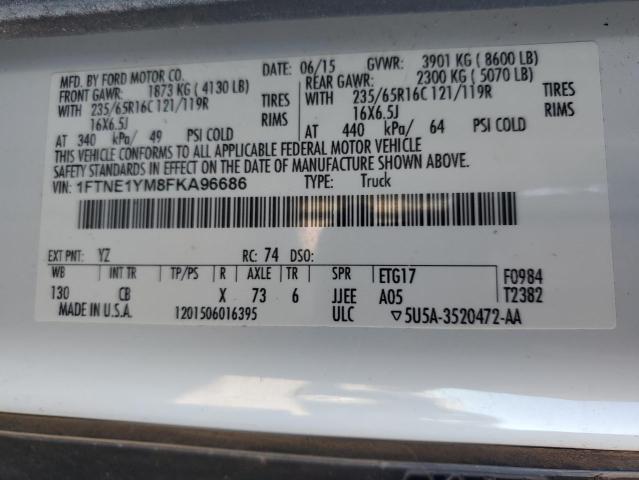 MFD. BY FORD MOTOR CO. DATE: 06/15 GVWR: 3901 KG ( 8600 LB)
FRONT GAWR: 1873 KG ( 4130 LB) REAR GAWR: 2300 KG ( 5070 LB)
WITH 235/65R16C 121/119R TIRES WITH 235/65R16C 121/119R TIRES
16X6.5J RIMS 16X6.5J RIMS
AT 340 kPa/ 49 PSI COLD AT 440 kPa/ 64 PSI COLD
THIS VEHICLE CONFORMS TO ALL APPLICABLE FEDERAL MOTOR VEHICLE
SAFETY STANDARDS IN EFFECT ON THE DATE OF MANUFACTURE SHOWN ABOVE.
VIN: 1FTNE1YM8FKA96686 TYPE: Truck
EXT PNT: YZ RC: 74 DSO:
WB INT TR TP/PS R AXLE TR SPR ETG17 F0984
130 CB X 73 6 JJEE A05 T2382
MADE IN U.S.A. 1201506016395 ULC ▽5U5A-3520472-AA